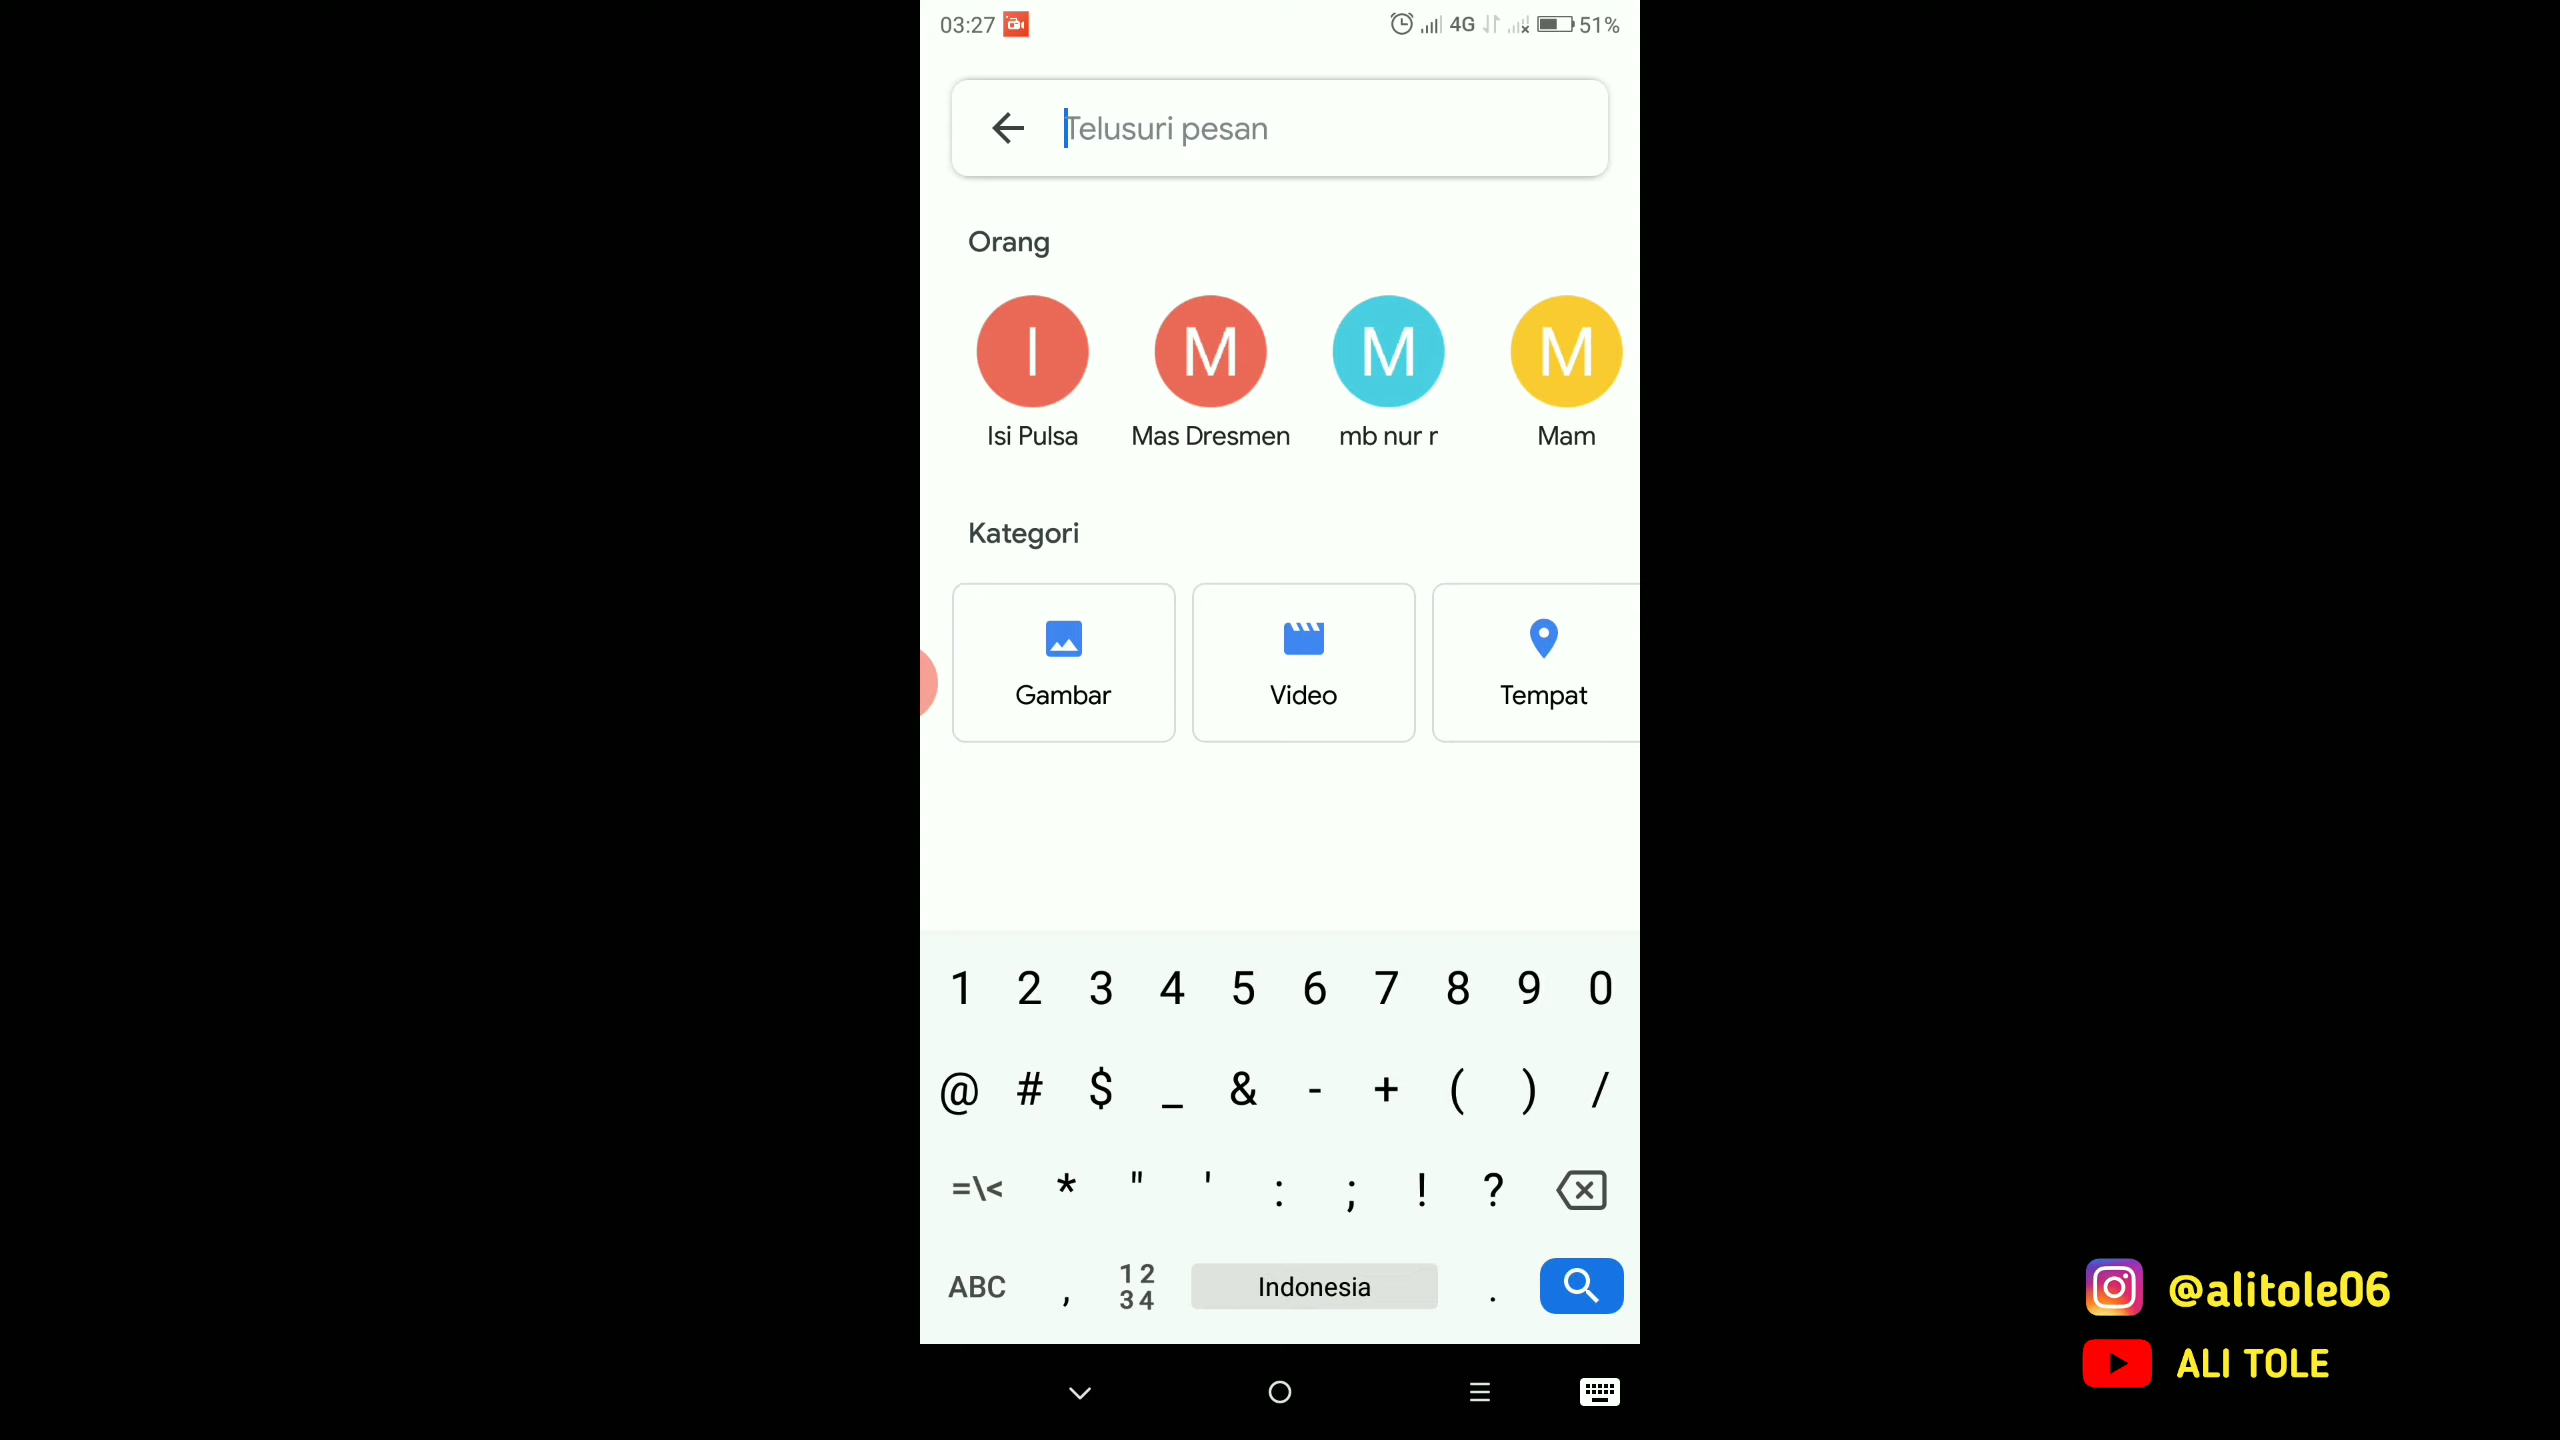 03:27 4G 51%
Telusuri pesan
Orang
I M M M
Isi Pulsa Mas Dresmen mb nur r Mam
Kategori
Gambar Video Tempat
1 2 3 4 5 6 7 8 9 0
@ # $ _ & - + ( ) /
=\< * " ' : ; ! ?
ABC , 12 34 Indonesia .
@alitole06
ALI TOLE